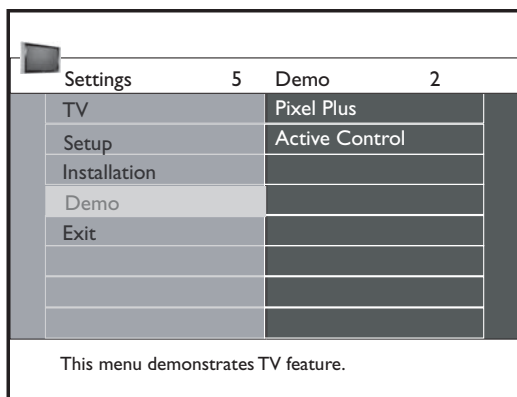 Settings 5 Demo 2
TV Pixel Plus
Setup Active Control
Installation
Demo
Exit
This menu demonstrates TV feature.